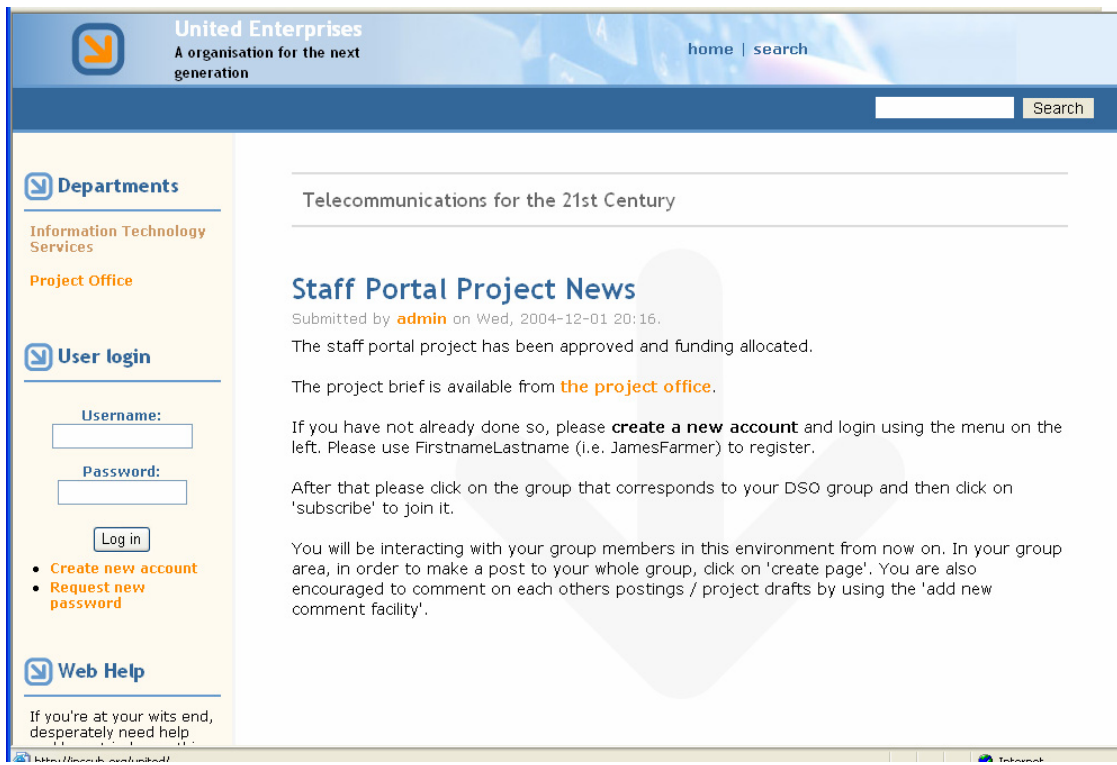 United Enterprises
A organisation for the next
generation
home | search
Search
Departments
Information Technology
Services
Project Office
User login
Username:
Password:
Log in
Create new account
Request new
password
Web Help
If you're at your wits end,
desperately need help
Telecommunications for the 21st Century
Staff Portal Project News
Submitted by admin on Wed, 2004-12-01 20:16.
The staff portal project has been approved and funding allocated.
The project brief is available from the project office.
If you have not already done so, please create a new account and login using the menu on the
left. Please use FirstnameLastname (i.e. JamesFarmer) to register.
After that please click on the group that corresponds to your DSO group and then click on
'subscribe' to join it.
You will be interacting with your group members in this environment from now on. In your group
area, in order to make a post to your whole group, click on 'create page'. You are also
encouraged to comment on each others postings / project drafts by using the 'add new
comment facility'.
Internet